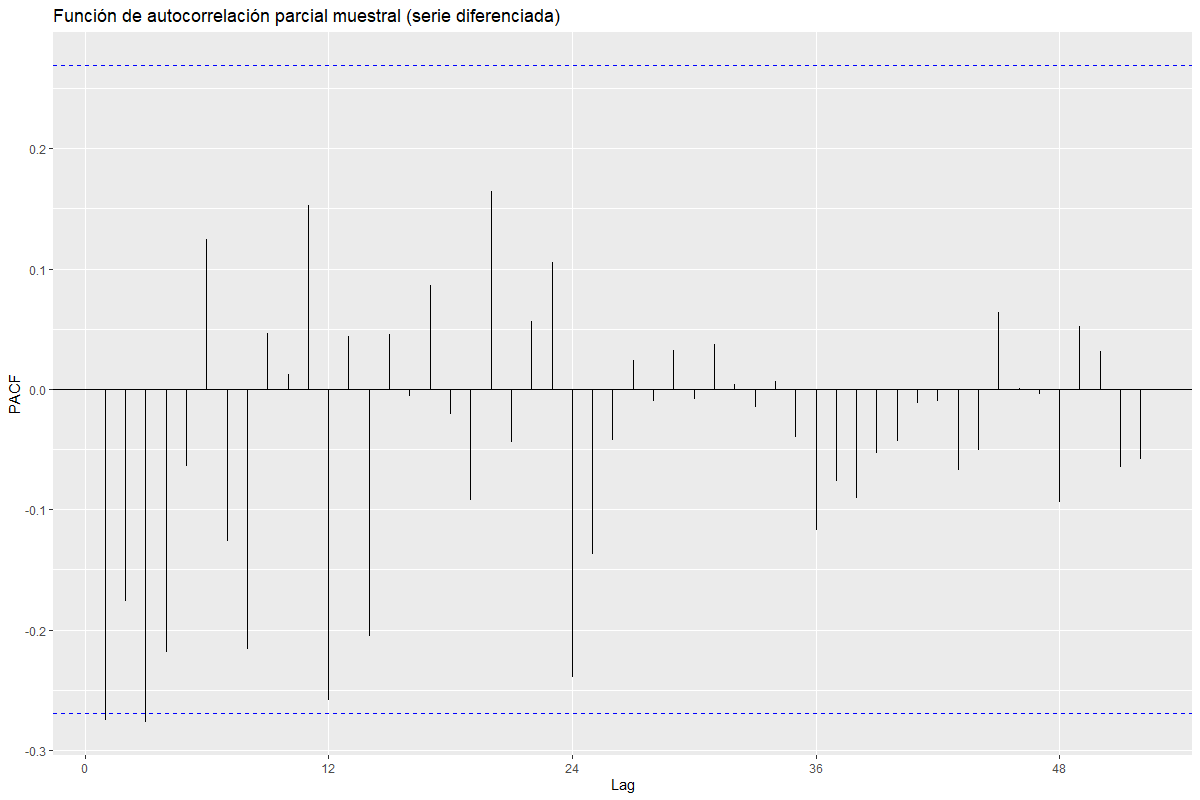 Función de autocorrelación parcial muestral (serie diferenciada)
PACF
0.2
0.1
0.0
-0.1
-0.2
-0.3
0 12 24 36 48
Lag